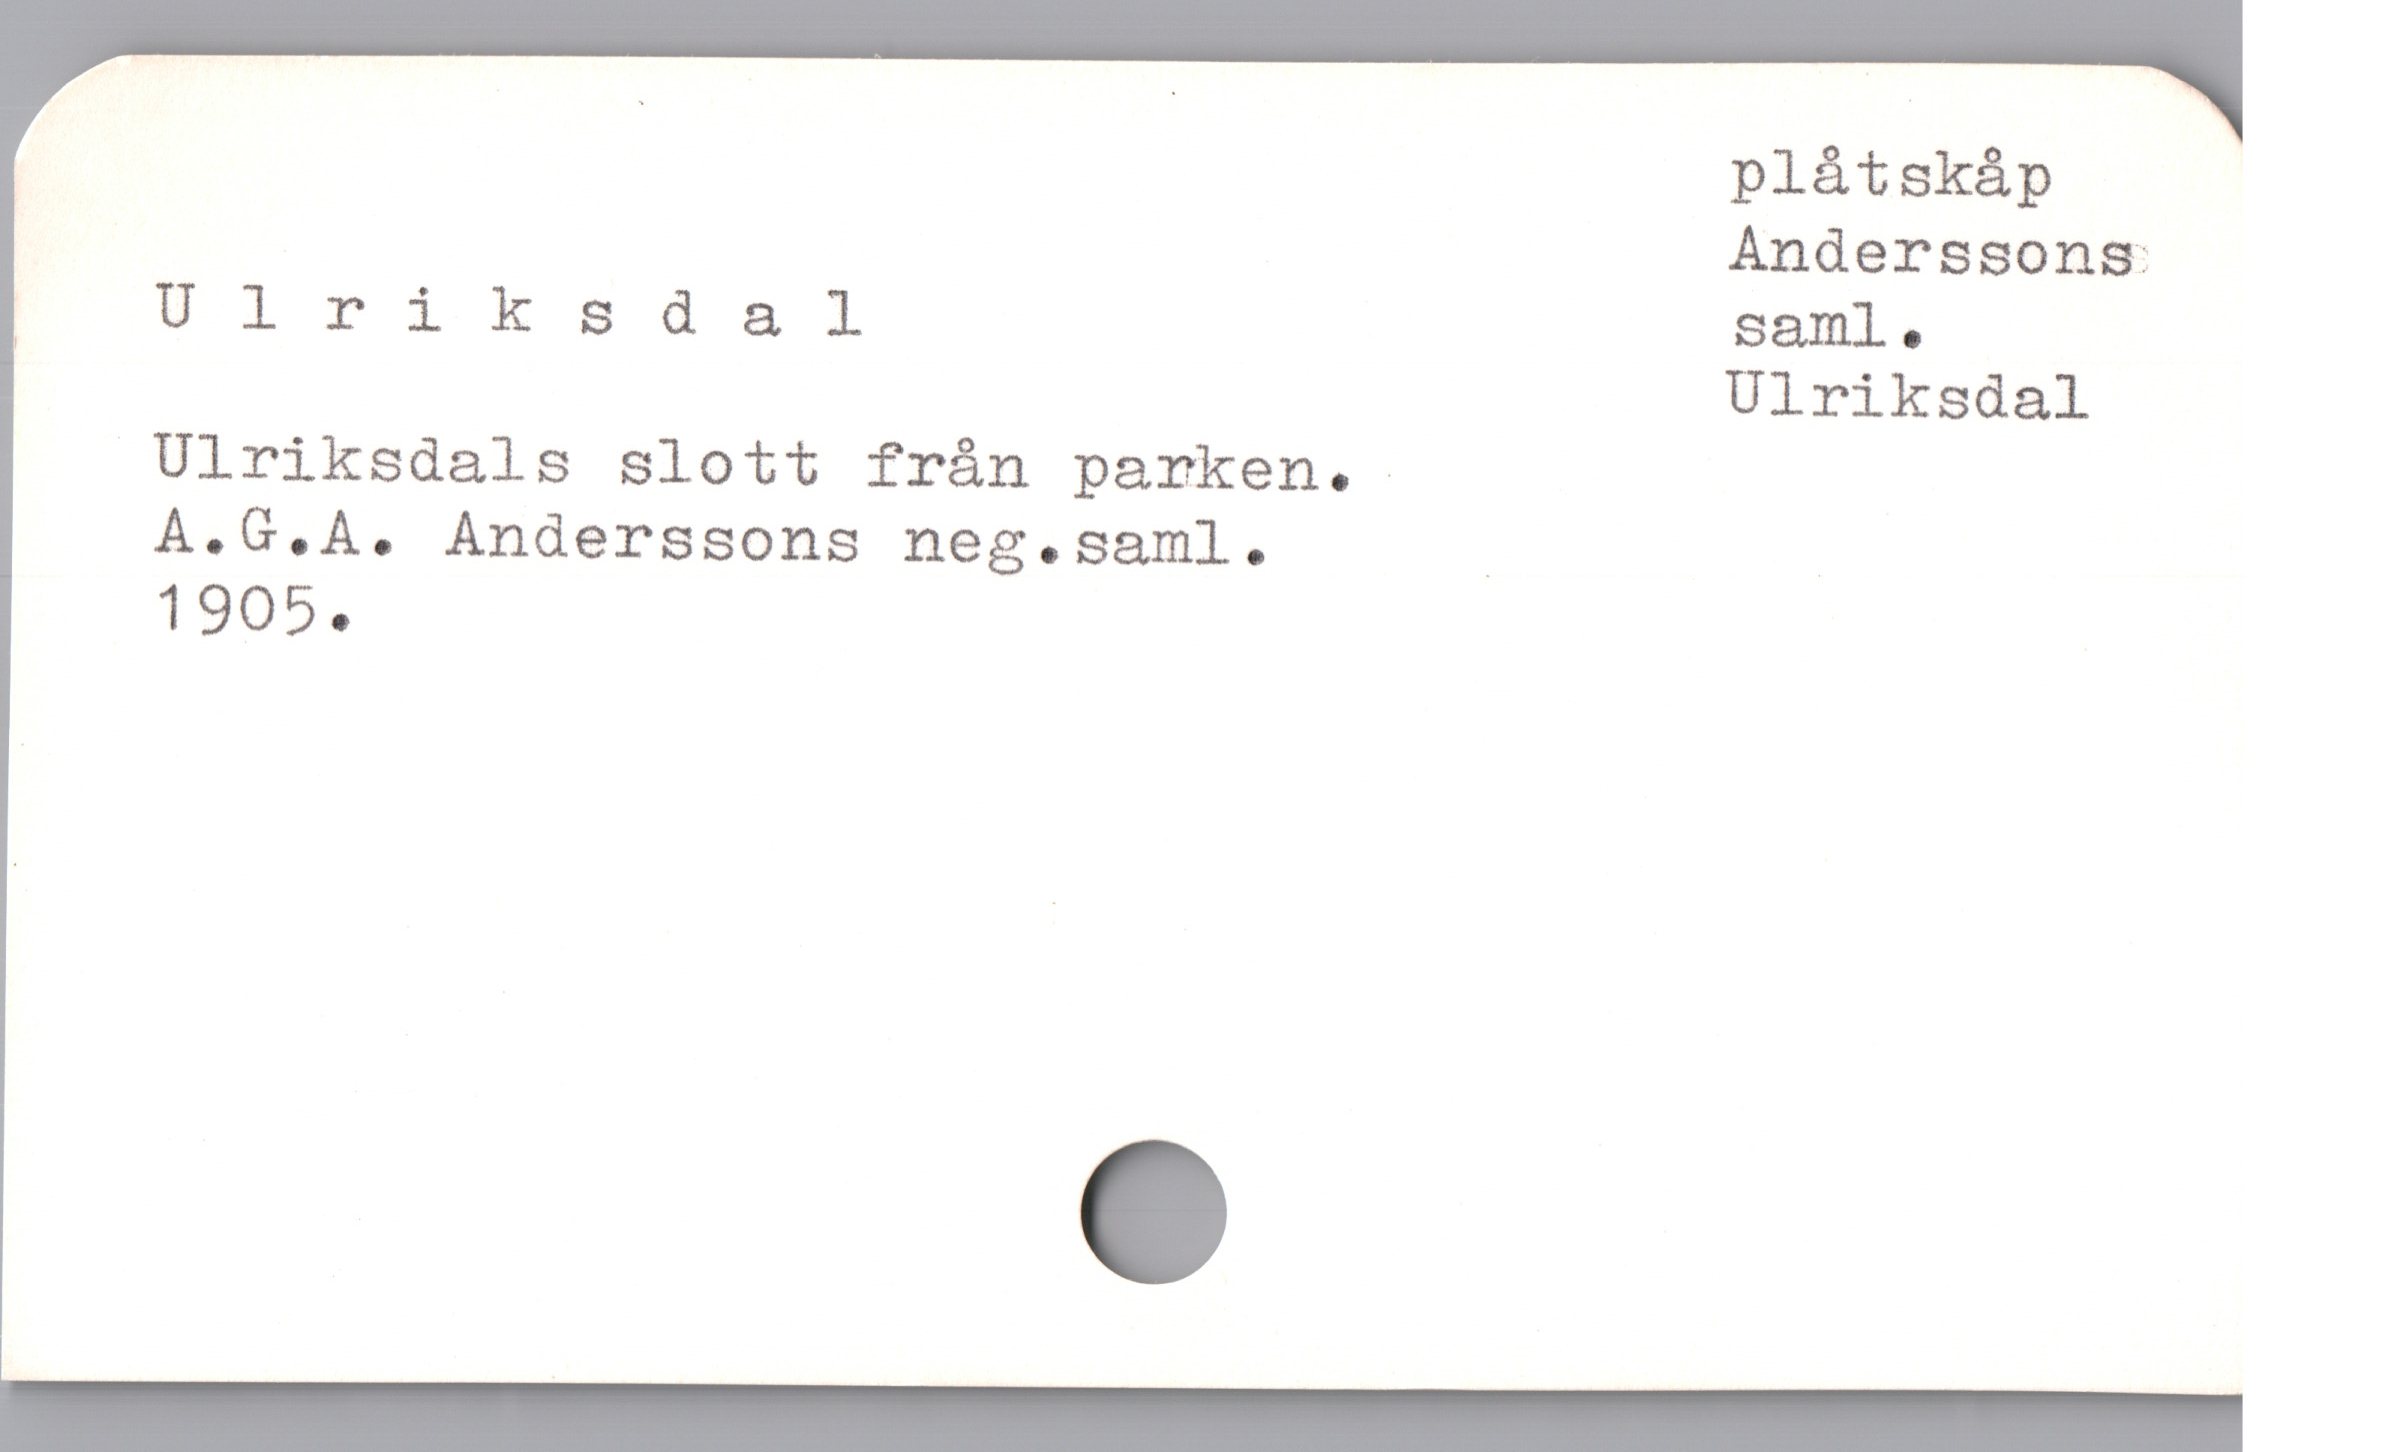 plåtskåp
Anderssons
saml.
Ulriksdal
U l r i k s d a l
Ulriksdals slott från parken.
A.G.A. Anderssons neg.saml.
1905.